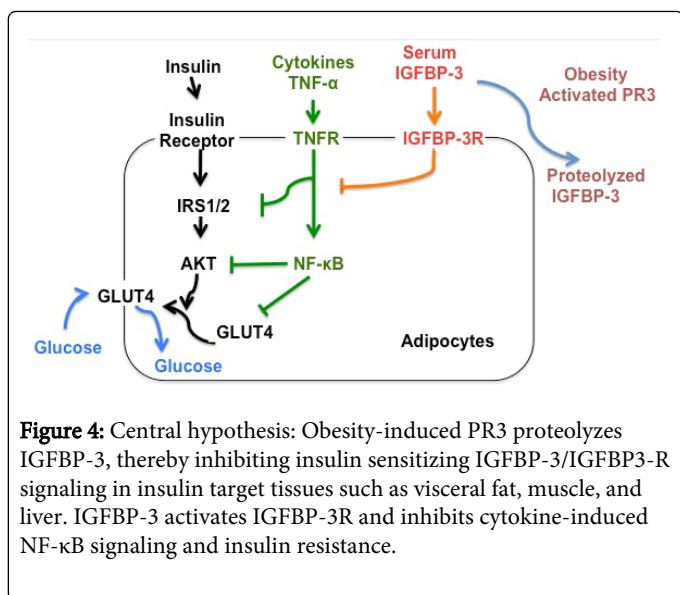 Insulin
Cytokines
TNF-α
Serum
IGFBP-3
Obesity
Activated PR3
Insulin
Receptor
TNFR
IGFBP-3R
Proteolyzed
IGFBP-3
IRS1/2
AKT
NF-κB
GLUT4
GLUT4
Glucose
Glucose
Adipocytes
Figure 4: Central hypothesis: Obesity-induced PR3 proteolyzes
IGFBP-3, thereby inhibiting insulin sensitizing IGFBP-3/IGFBP3-R
signaling in insulin target tissues such as visceral fat, muscle, and
liver. IGFBP-3 activates IGFBP-3R and inhibits cytokine-induced
NF-κB signaling and insulin resistance.